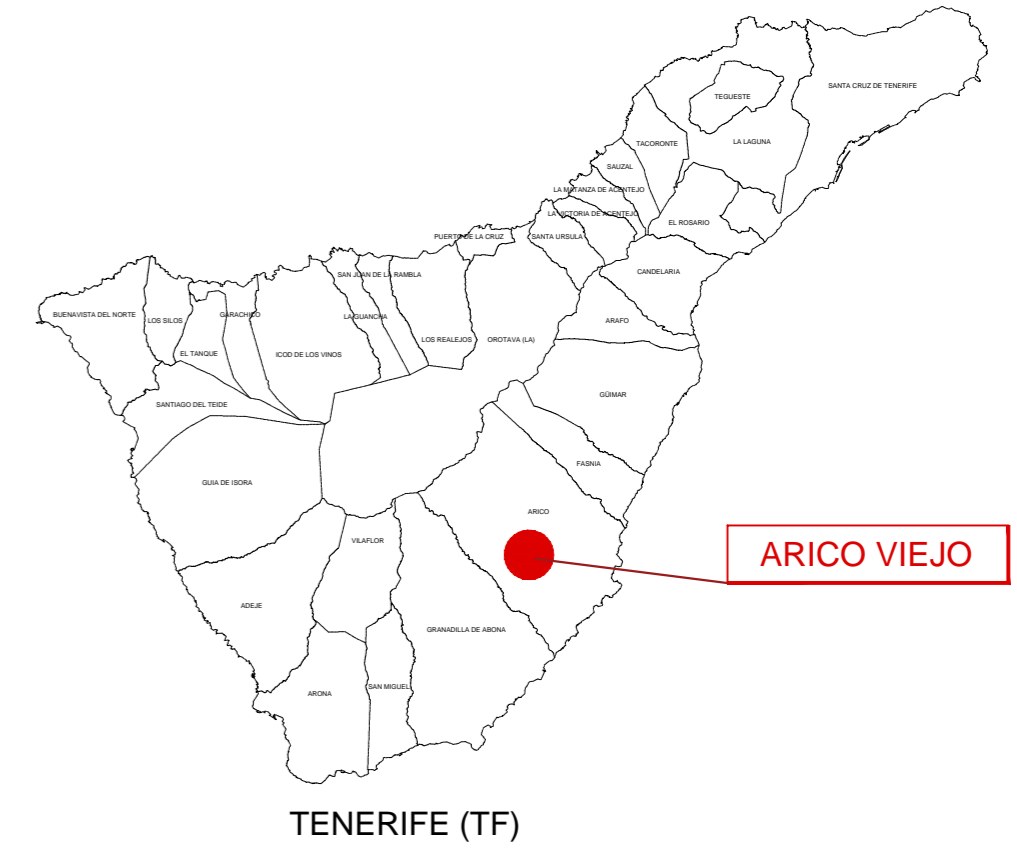 SANTA CRUZ DE TENERIFE
TEGUESTE
TACORONTE
LA LAGUNA
SAUZAL
LA MATANZA DE ACENTEJO
LA VICTORIA DE ACENTEJO
EL ROSARIO
PUERTO DE LA CRUZ
SANTA URSULA
CANDELARIA
SAN JUAN DE LA RAMBLA
BUENAVISTA DEL NORTE
LOS SILOS
GARACHICO
LA GUANCHA
ARAFO
EL TANQUE
ICOD DE LOS VINOS
LOS REALEJOS
OROTAVA (LA)
GÜIMAR
SANTIAGO DEL TEIDE
FASNIA
GUIA DE ISORA
ARICO
VILAFLOR
ARICO VIEJO
ADEJE
GRANADILLA DE ABONA
ARONA
SAN MIGUEL
TENERIFE (TF)